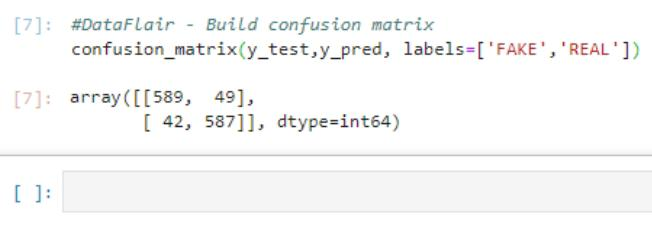 [7]: #DataFlair - Build confusion matrix
confusion_matrix(y_test,y_pred, labels=['FAKE','REAL'])
[7]: array([[589,  49],
       [ 42, 587]], dtype=int64)
[ ]: